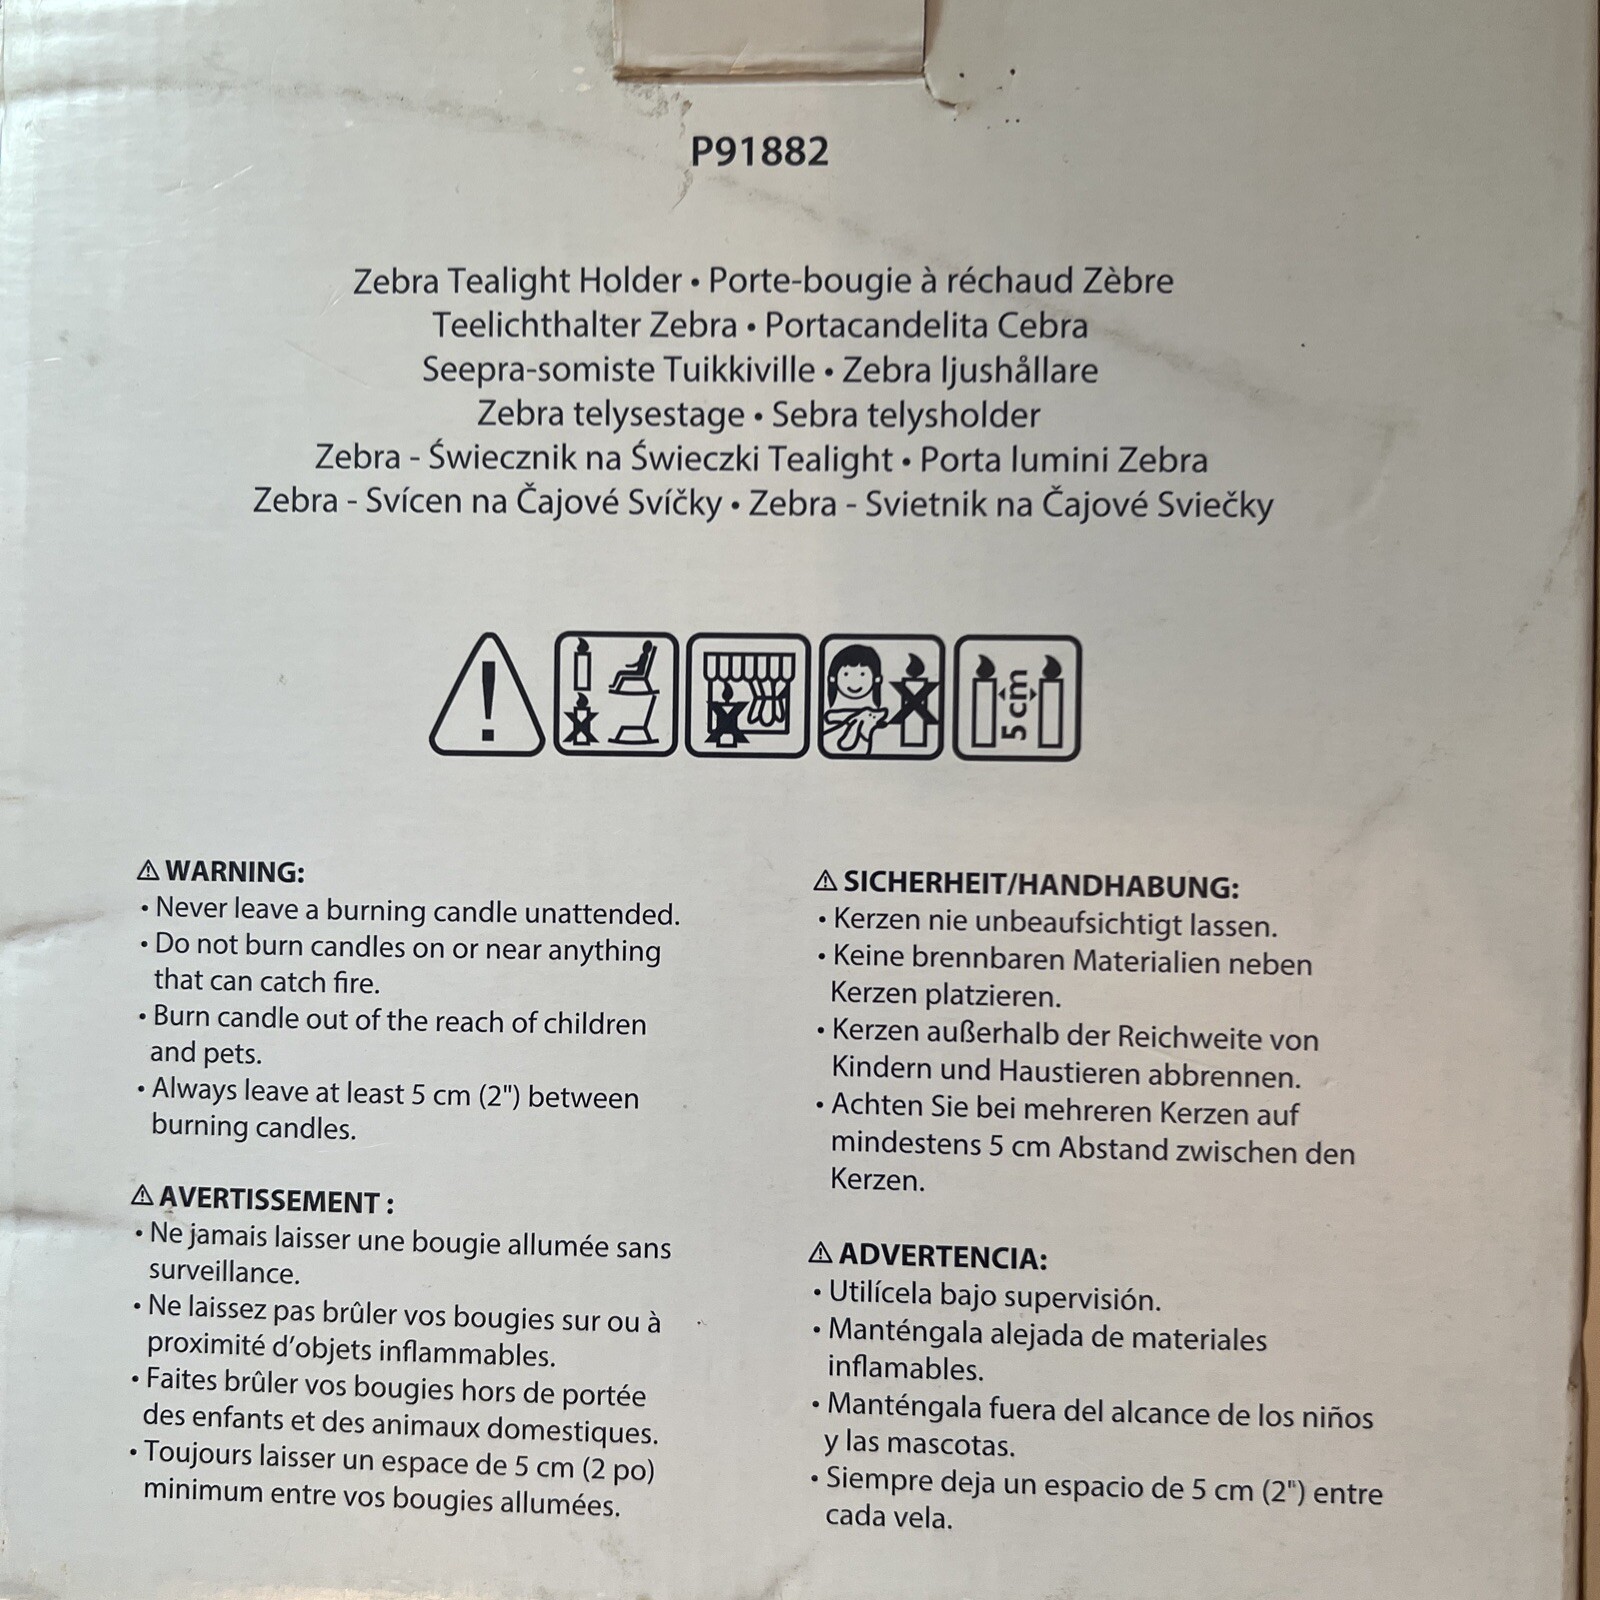 P91882
Zebra Tealight Holder • Porte-bougie à réchaud Zèbre
Teelichthalter Zebra • Portacandelita Cebra
Seepra-somiste Tuikkiville • Zebra ljushållare
Zebra telysestage • Sebra telysholder
Zebra - Świecznik na Świeczki Tealight • Porta lumini Zebra
Zebra - Svícen na Čajové Svíčky • Zebra - Svietnik na Čajové Sviečky
5 cm
⚠ WARNING:
• Never leave a burning candle unattended.
• Do not burn candles on or near anything
that can catch fire.
• Burn candle out of the reach of children
and pets.
• Always leave at least 5 cm (2") between
burning candles.
⚠ AVERTISSEMENT :
• Ne jamais laisser une bougie allumée sans
surveillance.
• Ne laissez pas brûler vos bougies sur ou à
proximité d’objets inflammables.
• Faites brûler vos bougies hors de portée
des enfants et des animaux domestiques.
• Toujours laisser un espace de 5 cm (2 po)
minimum entre vos bougies allumées.
⚠ SICHERHEIT/HANDHABUNG:
• Kerzen nie unbeaufsichtigt lassen.
• Keine brennbaren Materialien neben
Kerzen platzieren.
• Kerzen außerhalb der Reichweite von
Kindern und Haustieren abbrennen.
• Achten Sie bei mehreren Kerzen auf
mindestens 5 cm Abstand zwischen den
Kerzen.
⚠ ADVERTENCIA:
• Utilícela bajo supervisión.
• Manténgala alejada de materiales
inflamables.
• Manténgala fuera del alcance de los niños
y las mascotas.
• Siempre deja un espacio de 5 cm (2") entre
cada vela.